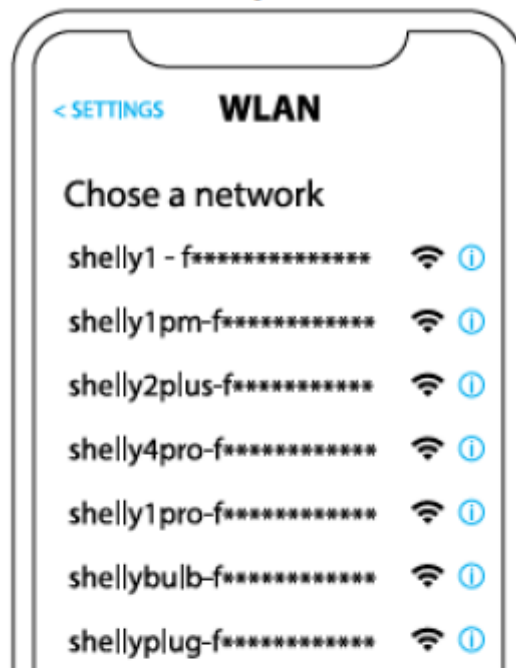 < SETTINGS WLAN
Chose a network
shelly1 - f**************
shelly1pm-f************
shelly2plus-f***********
shelly4pro-f************
shelly1pro-f************
shellybulb-f************
shellyplug-f************